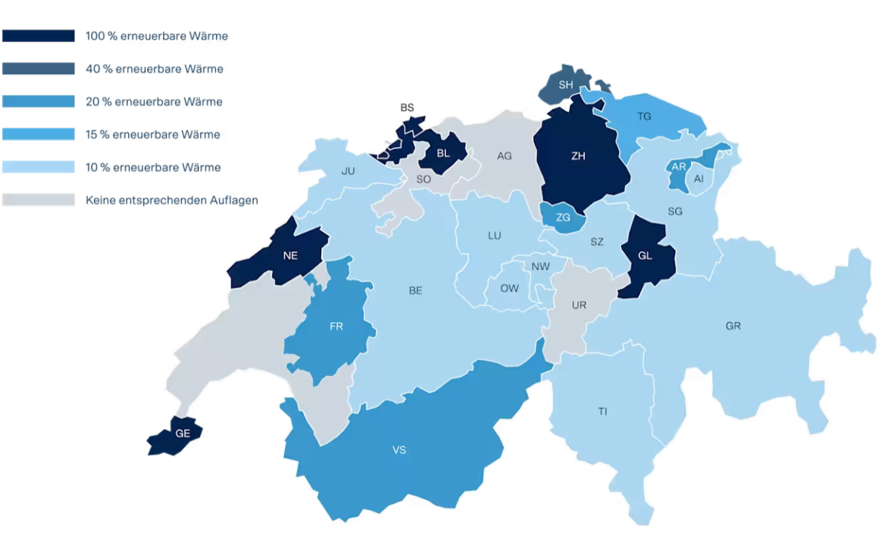 100 % erneuerbare Wärme
40 % erneuerbare Wärme
20 % erneuerbare Wärme
15 % erneuerbare Wärme
10 % erneuerbare Wärme
Keine entsprechenden Auflagen
SH
BS
TG
BL
AG
ZH
JU
SO
AR
AI
ZG
SG
LU
SZ
NE
GL
NW
BE
OW
UR
FR
GR
TI
GE
VS